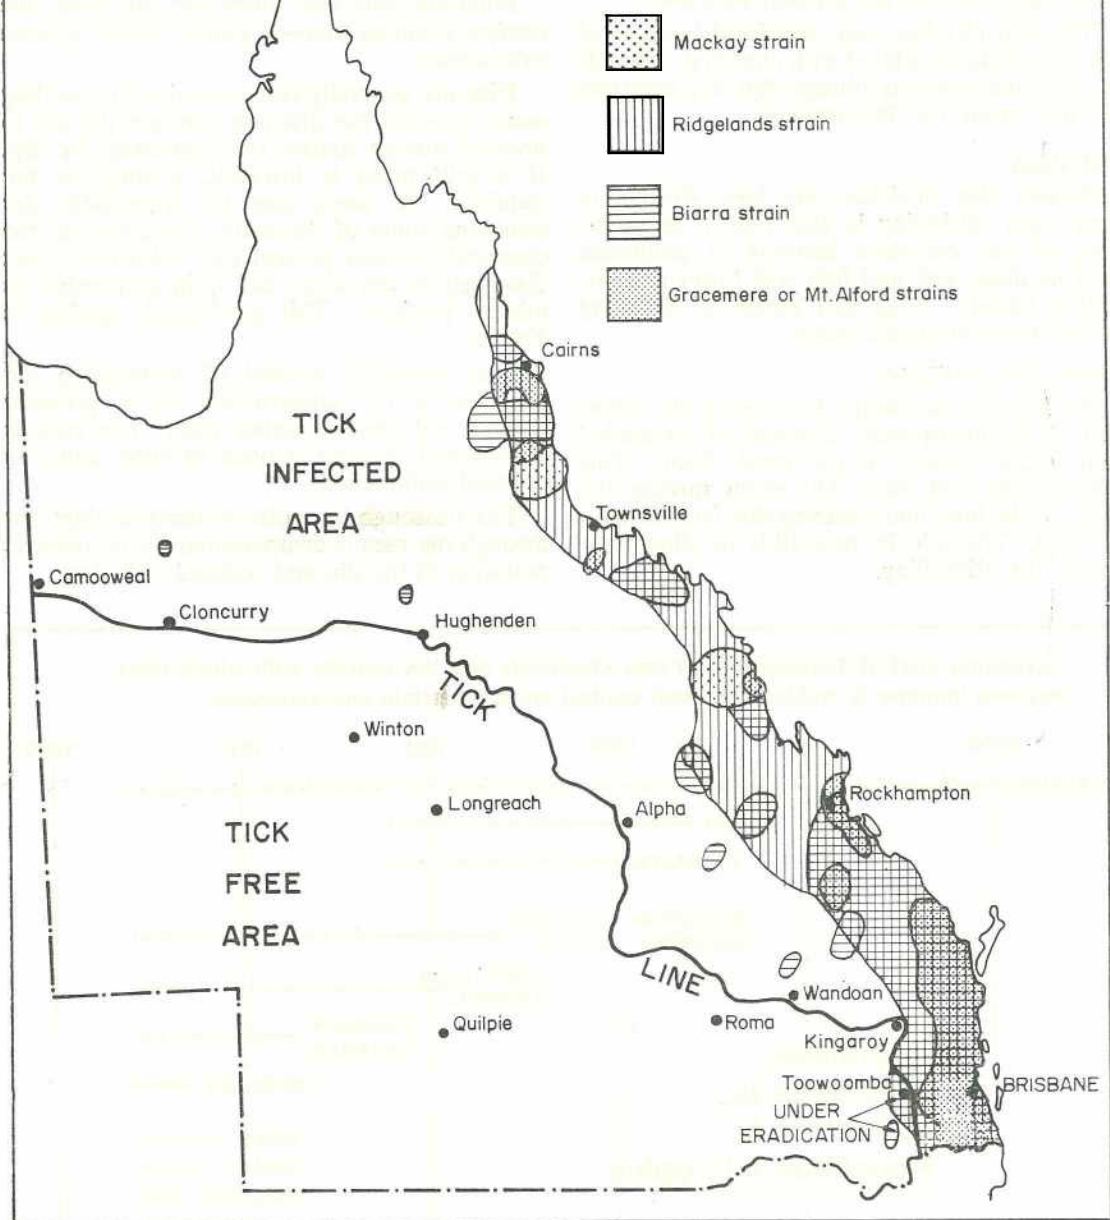 Mackay strain
Ridgelands strain
Biarra strain
Gracemere or Mt. Alford strains
Cairns
TICK
INFECTED
AREA
Townsville
Camooweal
Cloncurry
Hughenden
TICK
Winton
Longreach
Alpha
Rockhampton
TICK
FREE
AREA
LINE
Wandoan
Quilpie
Roma
Kingaroy
Toowoomba
BRISBANE
UNDER
ERADICATION